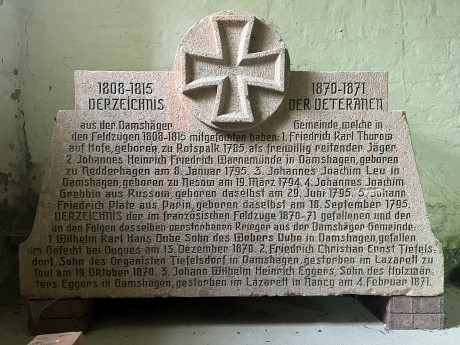 1808-1815
VERZEICHNIS
1870-1871
DER VETERANEN
aus der Damshäger Gemeinde welche in
den Feldzügen 1808-1815 mitgefochten haben: 1. Friedrich Karl Thurow
auf Hofe, geboren zu Rotspalk 1785, als freiwillig reitender Jäger.
2. Johannes Heinrich Friedrich Warnemünde in Damshagen, geboren
zu Redderhagen am 8. Januar 1795. 3. Johannes Joachim Leu in
Damshagen, geboren zu Nesow am 19. März 1794. 4. Johannes Joachim
Grobbin aus Kussow, geboren daselbst am 29. Juni 1795. 5. Johann
Friedrich Plate aus Parin, geboren daselbst am 18. September 1795.
VERZEICHNIS der im französischen Feldzuge 1870-71 gefallenen und der
an den Folgen desselben verstorbenen Krieger aus der Damshäger Gemeinde.
1 Wilhelm Karl Hans Dube Sohn des Webers Dube in Damshagen, gefallen
im Gefecht bei Duques am 13. Dezember 1870. 2. Friedrich Christian Ernst Tiefels-
dorf, Sohn des Organisten Tiefelsdorf in Damshagen, gestorben im Lazarett zu
Toul am 19. Oktober 1870. 3. Johann Wilhelm Heinrich Eggers, Sohn des Holzwär-
ters Eggers in Damshagen, gestorben im Lazarett in Nancy am 4. Februar 1871.